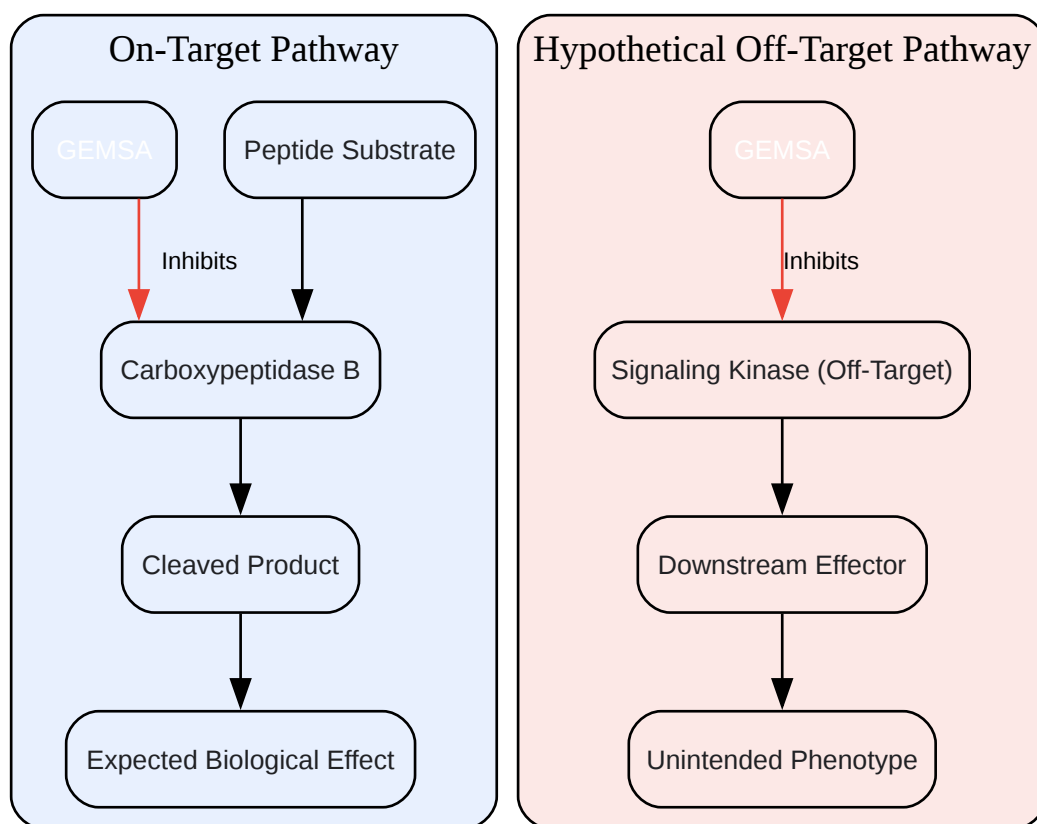 On-Target Pathway
GEMSA
Peptide Substrate
Inhibits
Carboxypeptidase B
Cleaved Product
Expected Biological Effect
Hypothetical Off-Target Pathway
GEMSA
Inhibits
Signaling Kinase (Off-Target)
Downstream Effector
Unintended Phenotype